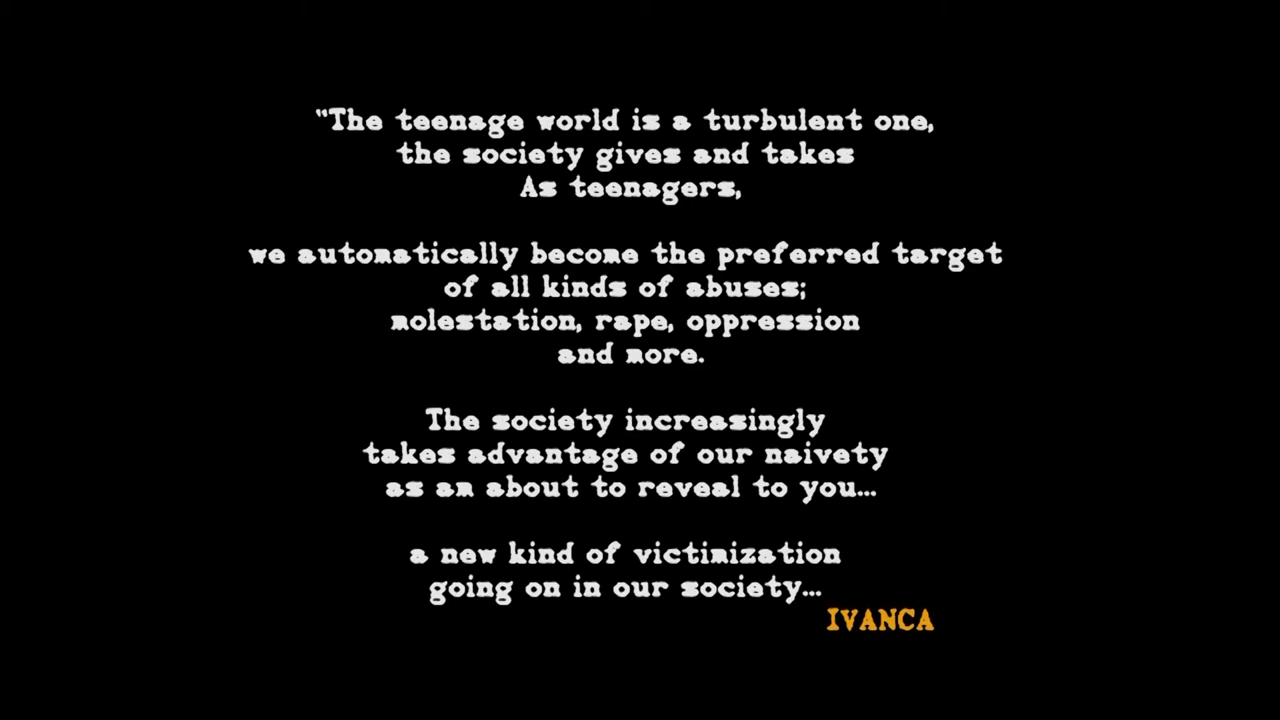 "The teenage world is a turbulent one,
the society gives and takes
As teenagers,
we automatically become the preferred target
of all kinds of abuses;
molestation, rape, oppression
and more.
The society increasingly
takes advantage of our naivety
as am about to reveal to you...
a new kind of victimization
going on in our society...
IVANCA